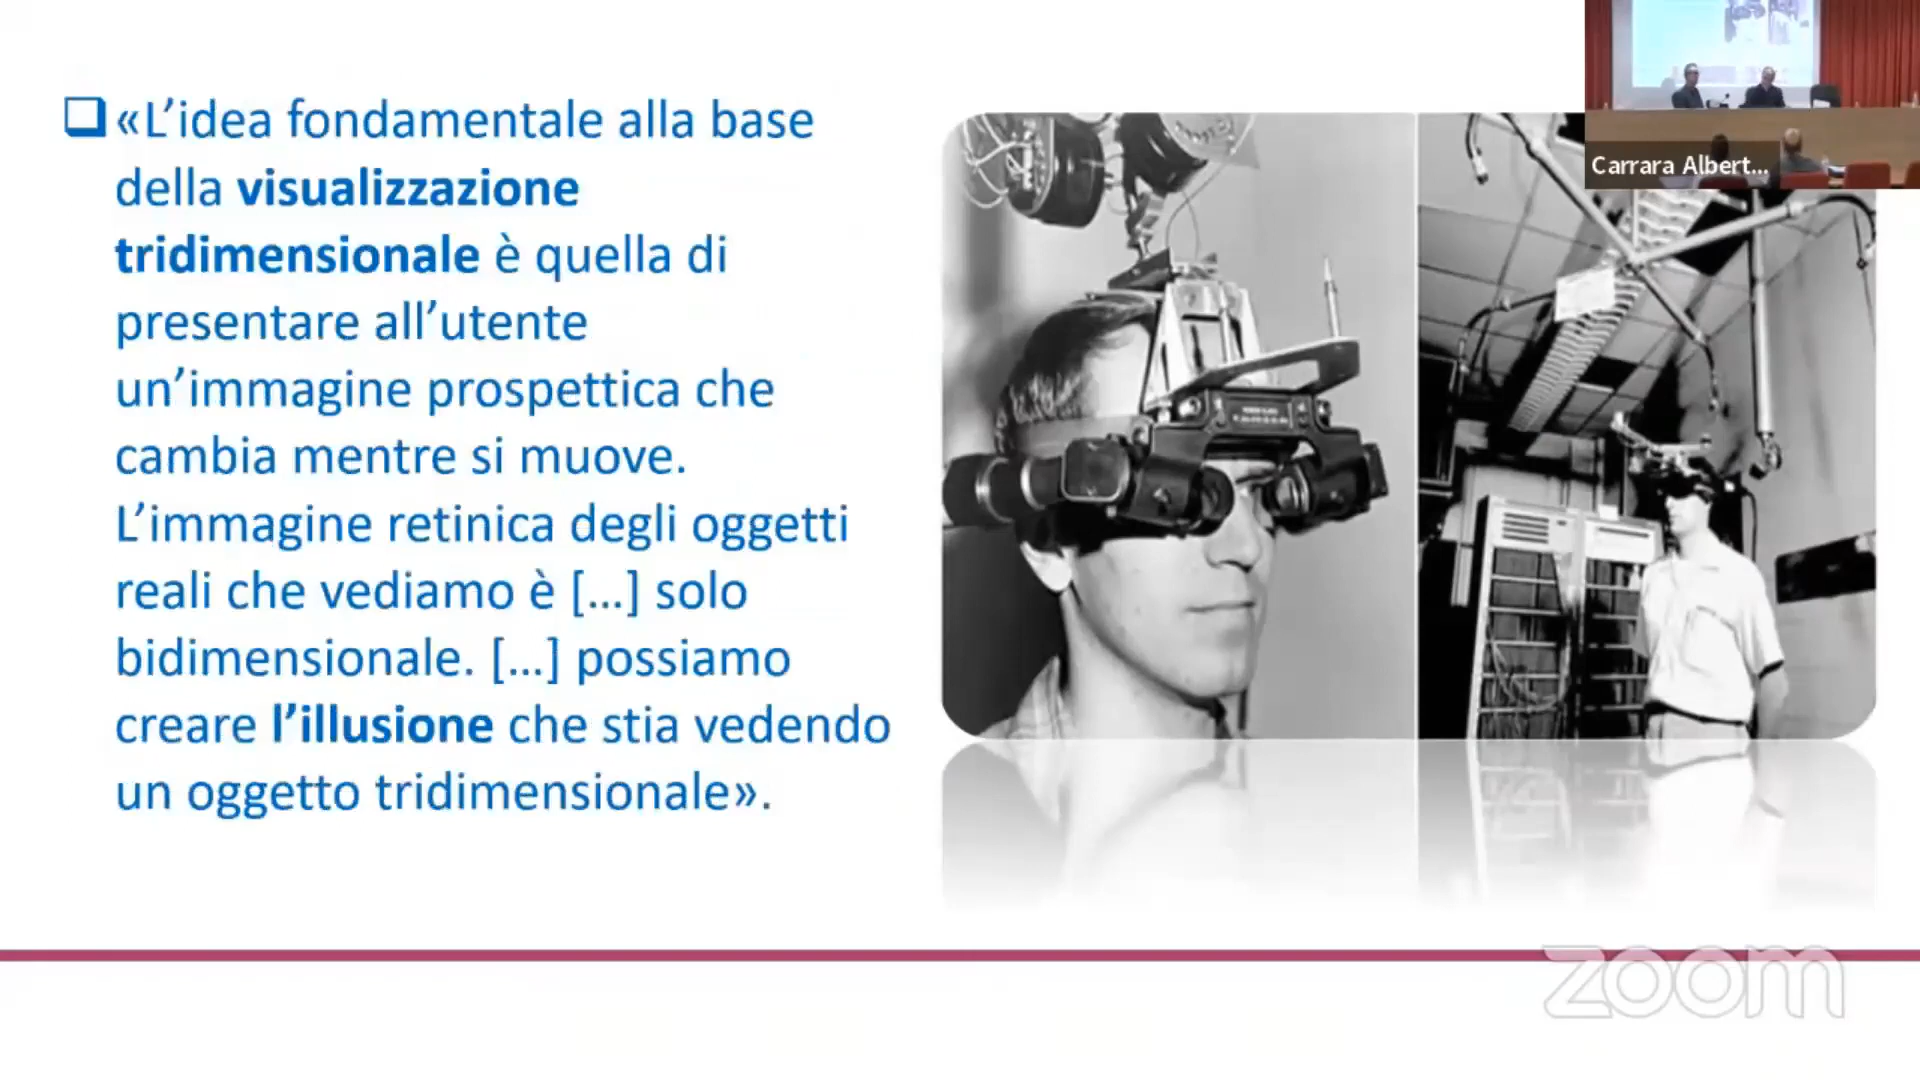 «L’idea fondamentale alla base
della visualizzazione
tridimensionale è quella di
presentare all’utente
un’immagine prospettica che
cambia mentre si muove.
L’immagine retinica degli oggetti
reali che vediamo è [...] solo
bidimensionale. [...] possiamo
creare l’illusione che stia vedendo
un oggetto tridimensionale».
Carrara Albert...
zoom